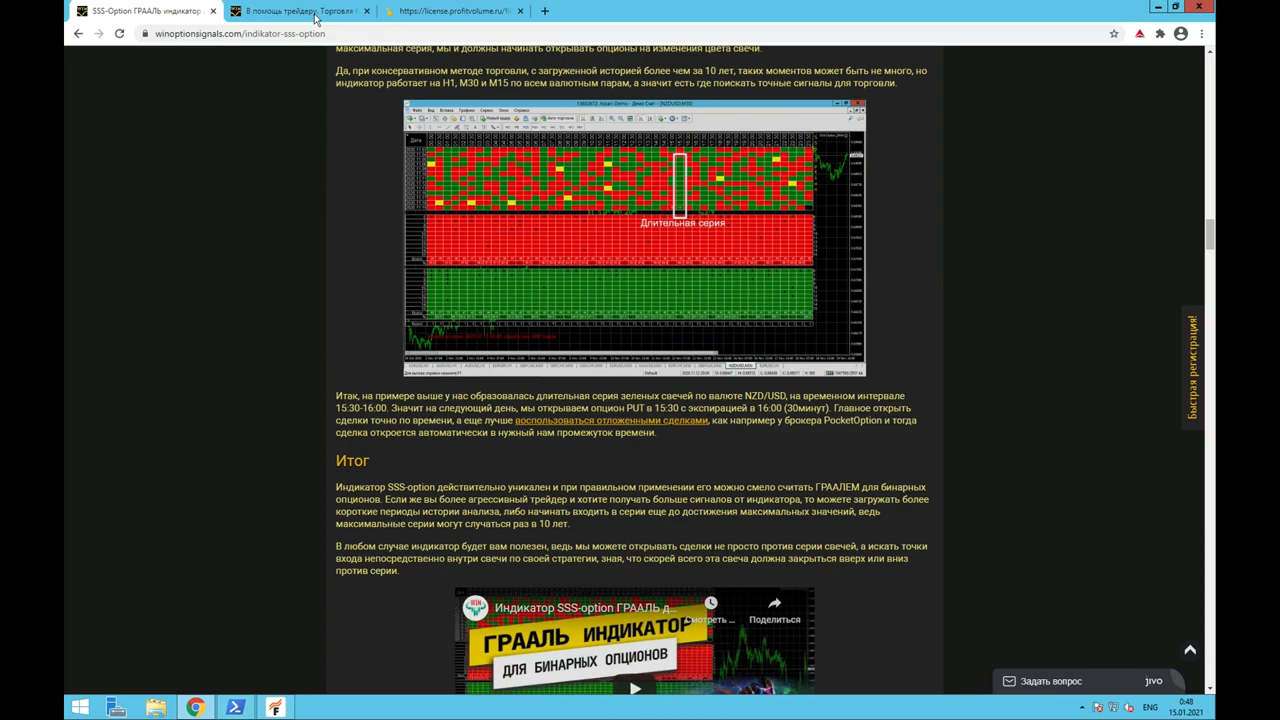 SSS-Option ГРААЛЬ индикатор
В помощь трейдеру. Торговля
https://license.profitvolume.ru/fi
winoptionsignals.com/indikator-sss-option
максимальная серия, мы и должны начинать открывать опционы на изменения цвета свечи.
Да, при консервативном методе торговли, с загруженной историей более чем за 10 лет, таких моментов может быть не много, но
индикатор работает на H1, M30 и M15 по всем валютным парам, а значит есть где поискать точные сигналы для торговли.
Дата
Длительная серия
Итак, на примере выше у нас образовалась длительная серия зеленых свечей по валюте NZD/USD, на временном интервале
15:30-16:00. Значит на следующий день, мы открываем опцион PUT в 15:30 с экспирацией в 16:00 (30минут). Главное открыть
сделки точно по времени, а еще лучше воспользоваться отложенными сделками, как например у брокера PocketOption и тогда
сделка откроется автоматически в нужный нам промежуток времени.
Итог
Индикатор SSS-option действительно уникален и при правильном применении его можно смело считать ГРААЛЕМ для бинарных
опционов. Если же вы более агрессивный трейдер и хотите получать больше сигналов от индикатора, то можете загружать более
короткие периоды истории анализа, либо начинать входить в серии еще до достижения максимальных значений, ведь
максимальные серии могут случаться раз в 10 лет.
В любом случае индикатор будет вам полезен, ведь мы можете открывать сделки не просто против серии свечей, а искать точки
входа непосредственно внутри свечи по своей стратегии, зная, что скорей всего эта свеча должна закрыться вверх или вниз
против серии.
WIN
Индикатор SSS-option ГРААЛЬ д...
Смотреть ...
Поделиться
ГРААЛЬ ИНДИКАТОР
ДЛЯ БИНАРНЫХ ОПЦИОНОВ
Быстрая регистрация!
Задать вопрос
jivo
ENG
0:48
15.01.2021